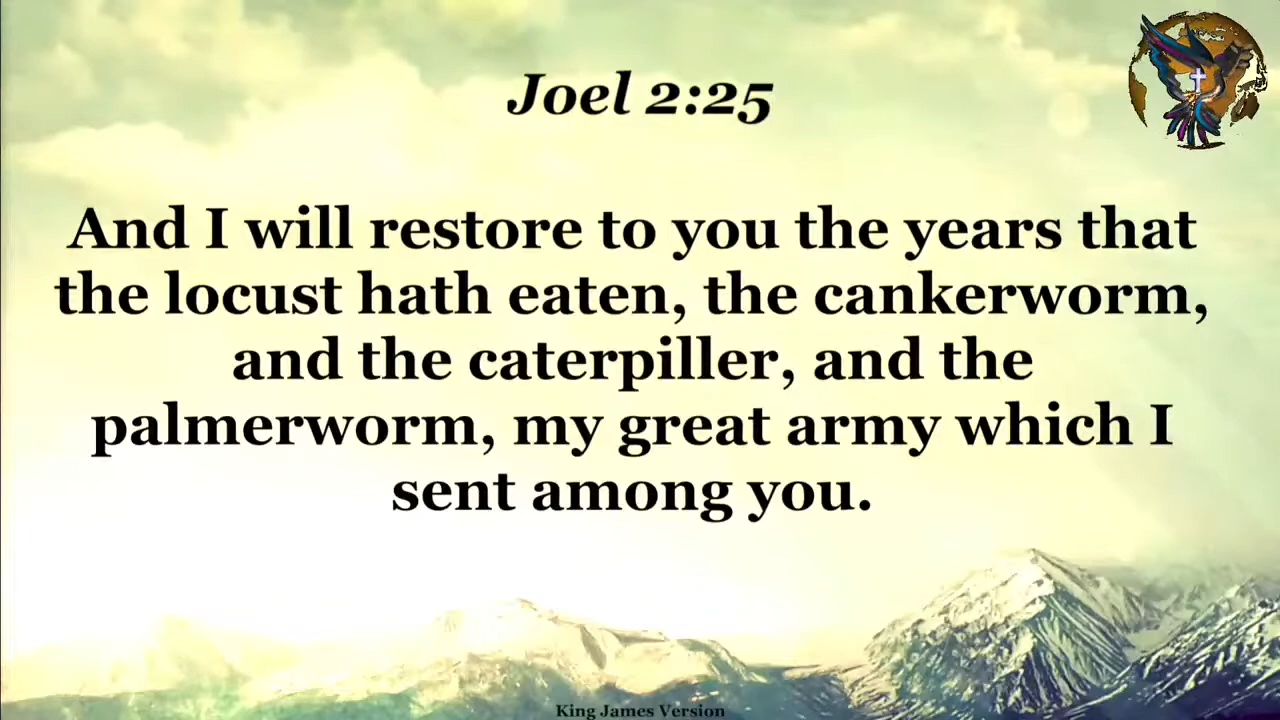 Joel 2:25
And I will restore to you the years that
the locust hath eaten, the cankerworm,
and the caterpiller, and the
palmerworm, my great army which I
sent among you.
King James Version